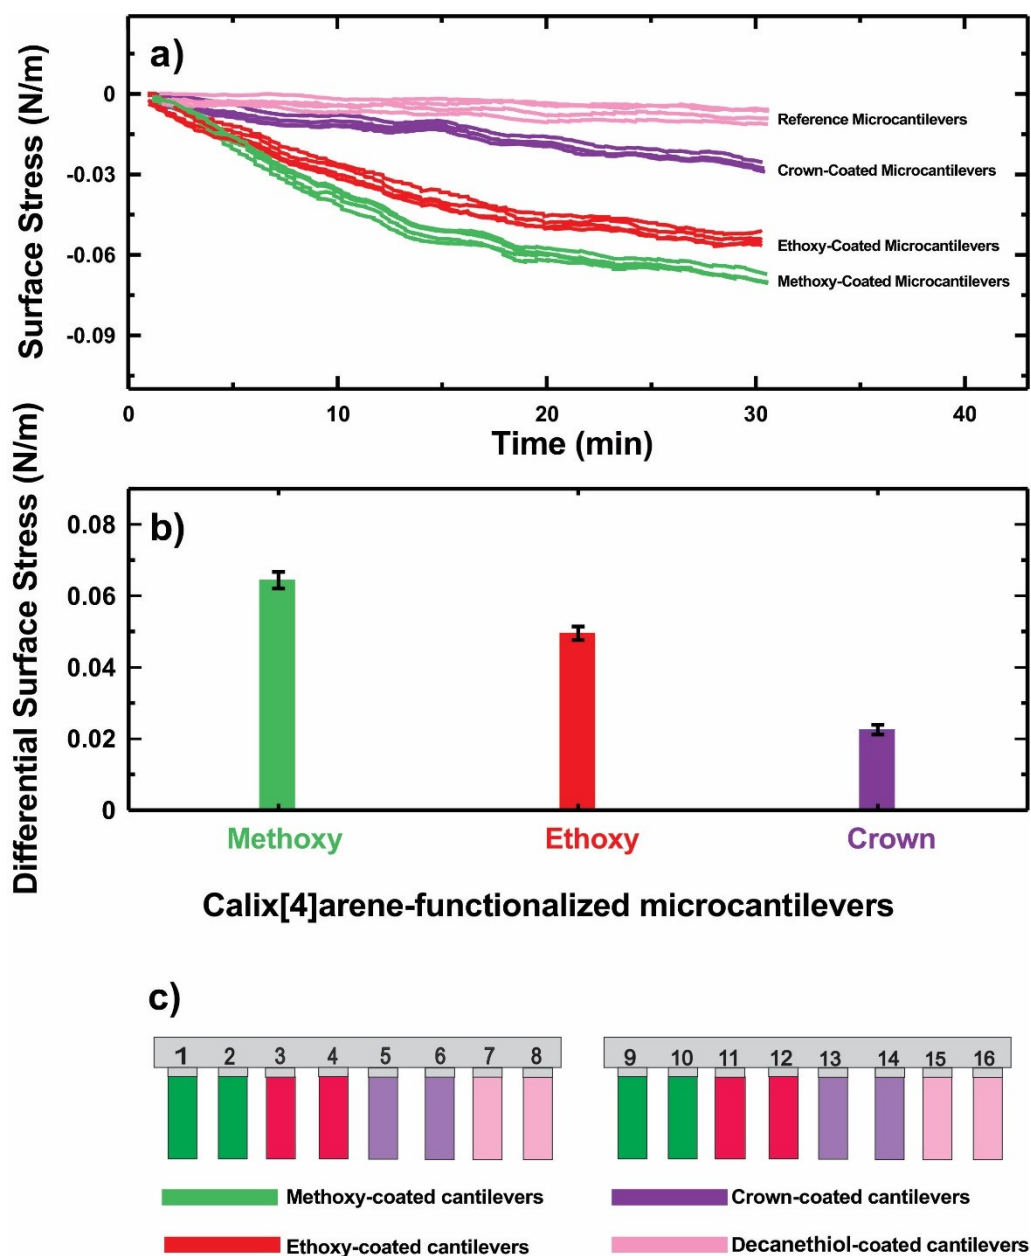 a)
Surface Stress (N/m)
0
-0.03
-0.06
-0.09
Reference Microcantilevers
Crown-Coated Microcantilevers
Ethoxy-Coated Microcantilevers
Methoxy-Coated Microcantilevers
0 10 20 30 40
Time (min)
b)
Differential Surface Stress (N/m)
0.08
0.06
0.04
0.02
0
Methoxy Ethoxy Crown
Calix[4]arene-functionalized microcantilevers
c)
1 2 3 4 5 6 7 8 9 10 11 12 13 14 15 16
Methoxy-coated cantilevers Crown-coated cantilevers
Ethoxy-coated cantilevers Decanethiol-coated cantilevers